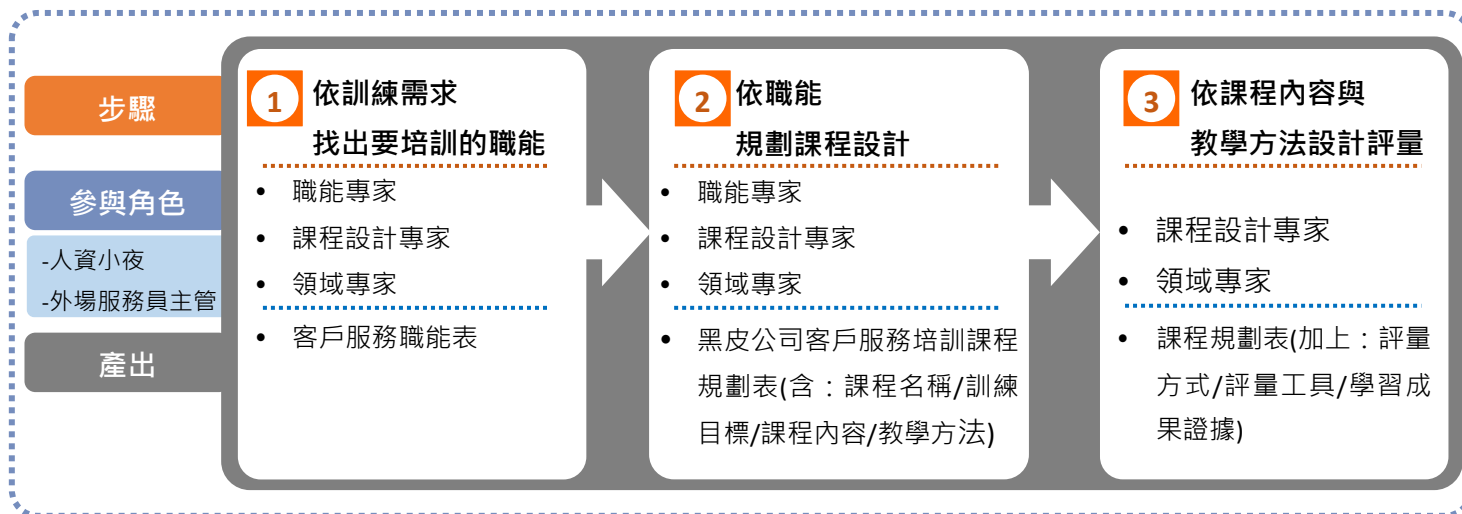 步驟
參與角色
-人資小夜
-外場服務員主管
產出
1
依訓練需求
找出要培訓的職能
• 職能專家
• 課程設計專家
• 領域專家
• 客戶服務職能表
2
依職能
規劃課程設計
• 職能專家
• 課程設計專家
• 領域專家
• 黑皮公司客戶服務培訓課程
規劃表(含：課程名稱/訓練
目標/課程內容/教學方法)
3
依課程內容與
教學方法設計評量
• 課程設計專家
• 領域專家
• 課程規劃表(加上：評量
方式/評量工具/學習成
果證據)